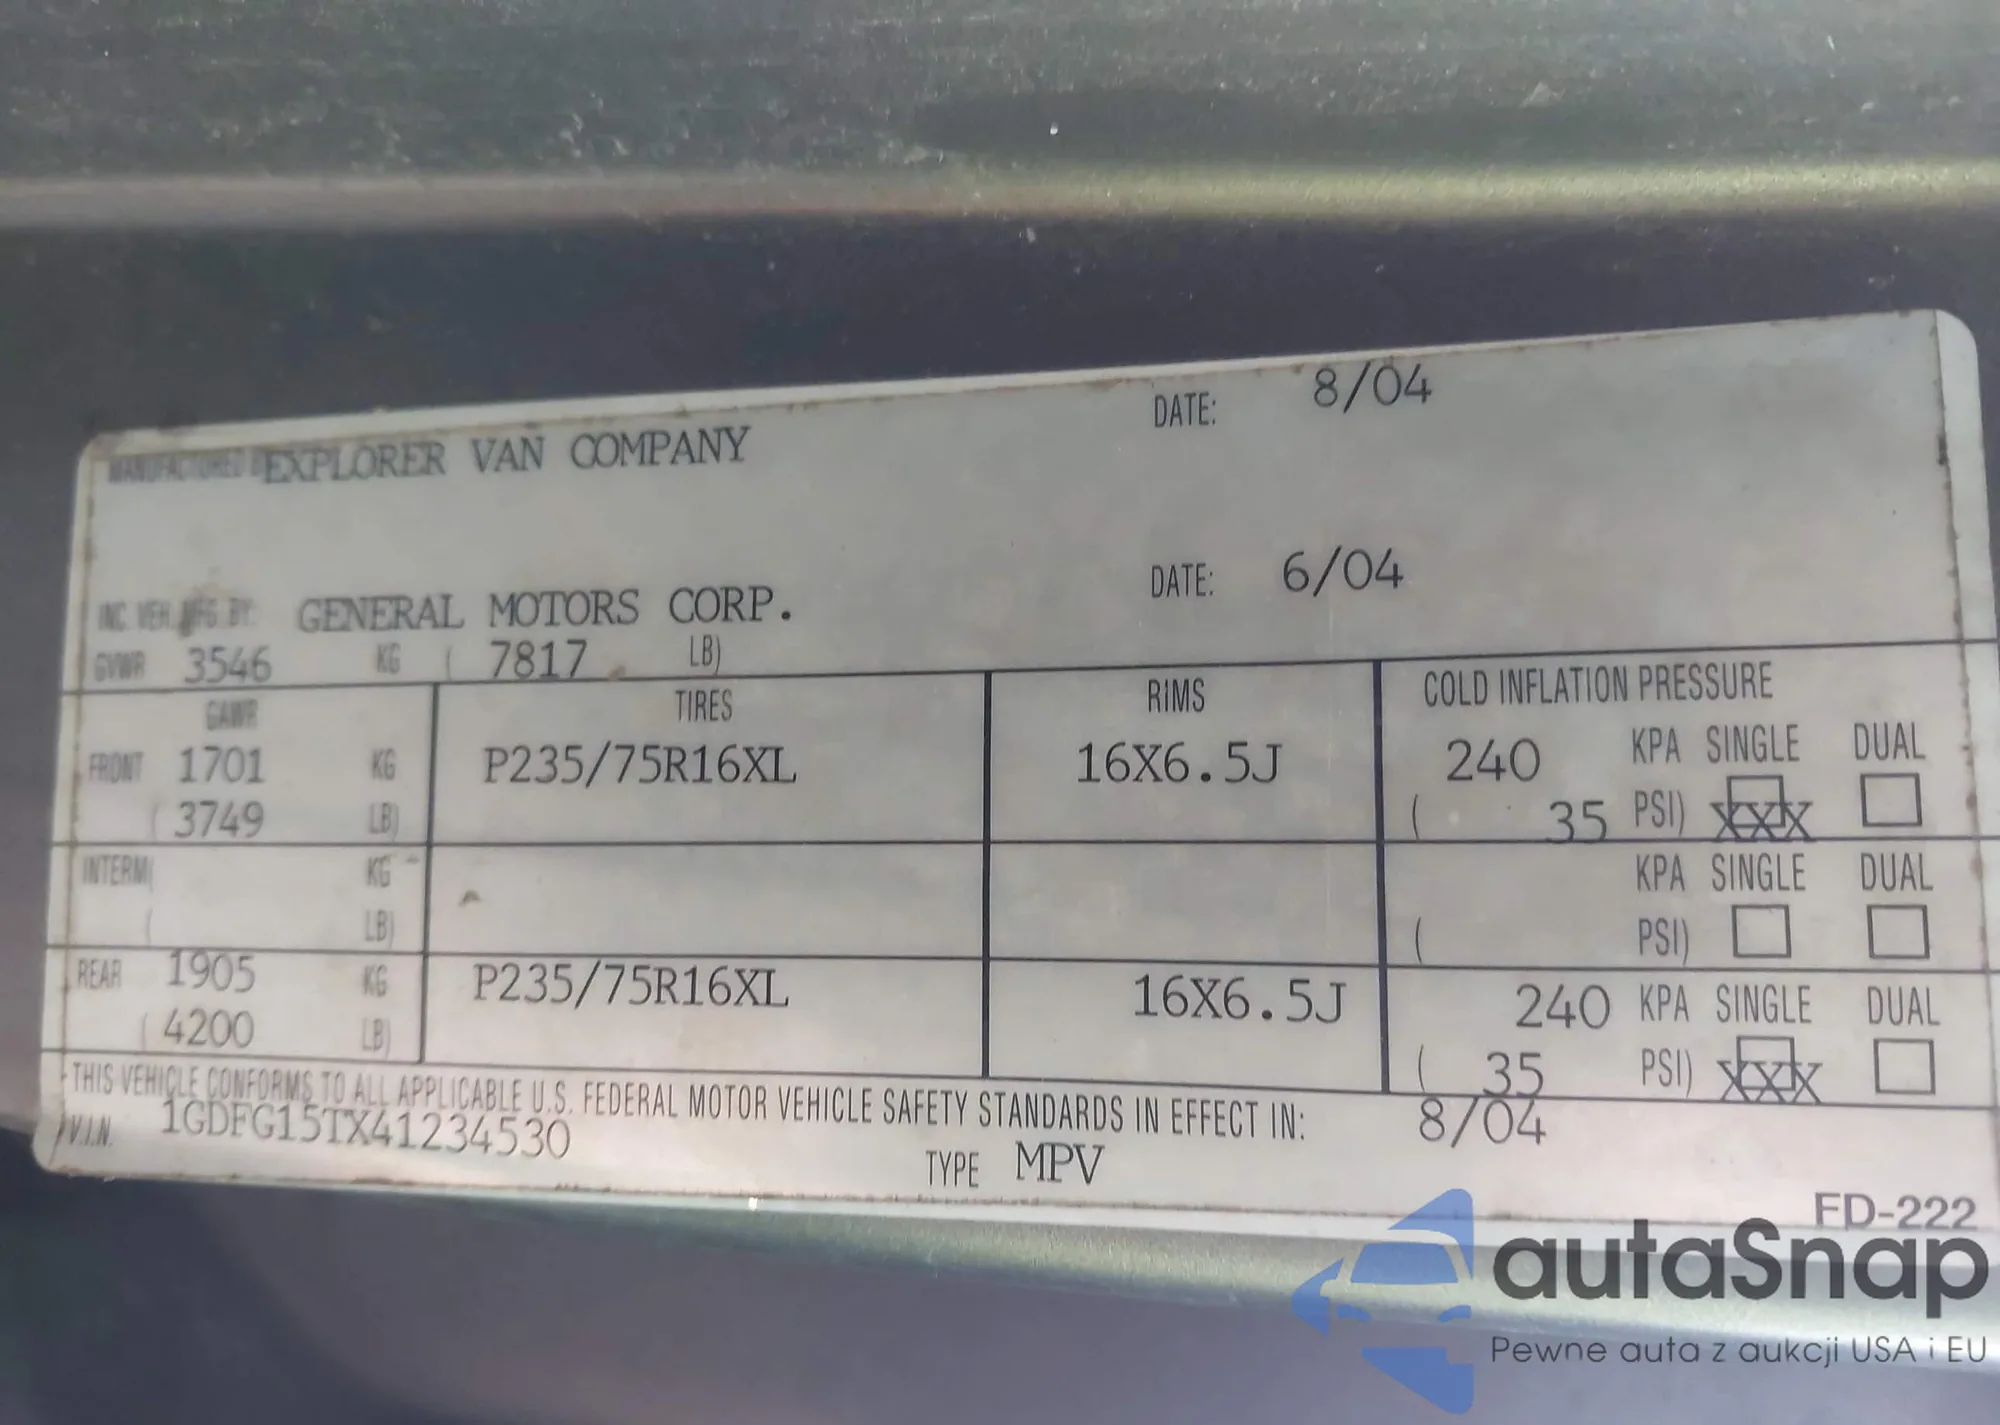 MANUFACTURED BY EXPLORER VAN COMPANY DATE: 8/04
INC. VEH. MFG. BY: GENERAL MOTORS CORP. DATE: 6/04
GVWR 3546 KG ( 7817 LB)
GAWR TIRES RIMS COLD INFLATION PRESSURE
FRONT 1701 KG P235/75R16XL 16X6.5J 240 KPA SINGLE DUAL
( 3749 LB) ( 35 PSI) XXX
INTERM( KG KPA SINGLE DUAL
( LB) ( PSI)
REAR 1905 KG P235/75R16XL 16X6.5J 240 KPA SINGLE DUAL
( 4200 LB) ( 35 PSI) XXX
THIS VEHICLE CONFORMS TO ALL APPLICABLE U.S. FEDERAL MOTOR VEHICLE SAFETY STANDARDS IN EFFECT IN: 8/04
V.I.N. 1GDFG15TX41234530 TYPE MPV
FD-222
autaSnap
Pewne auta z aukcji USA i EU